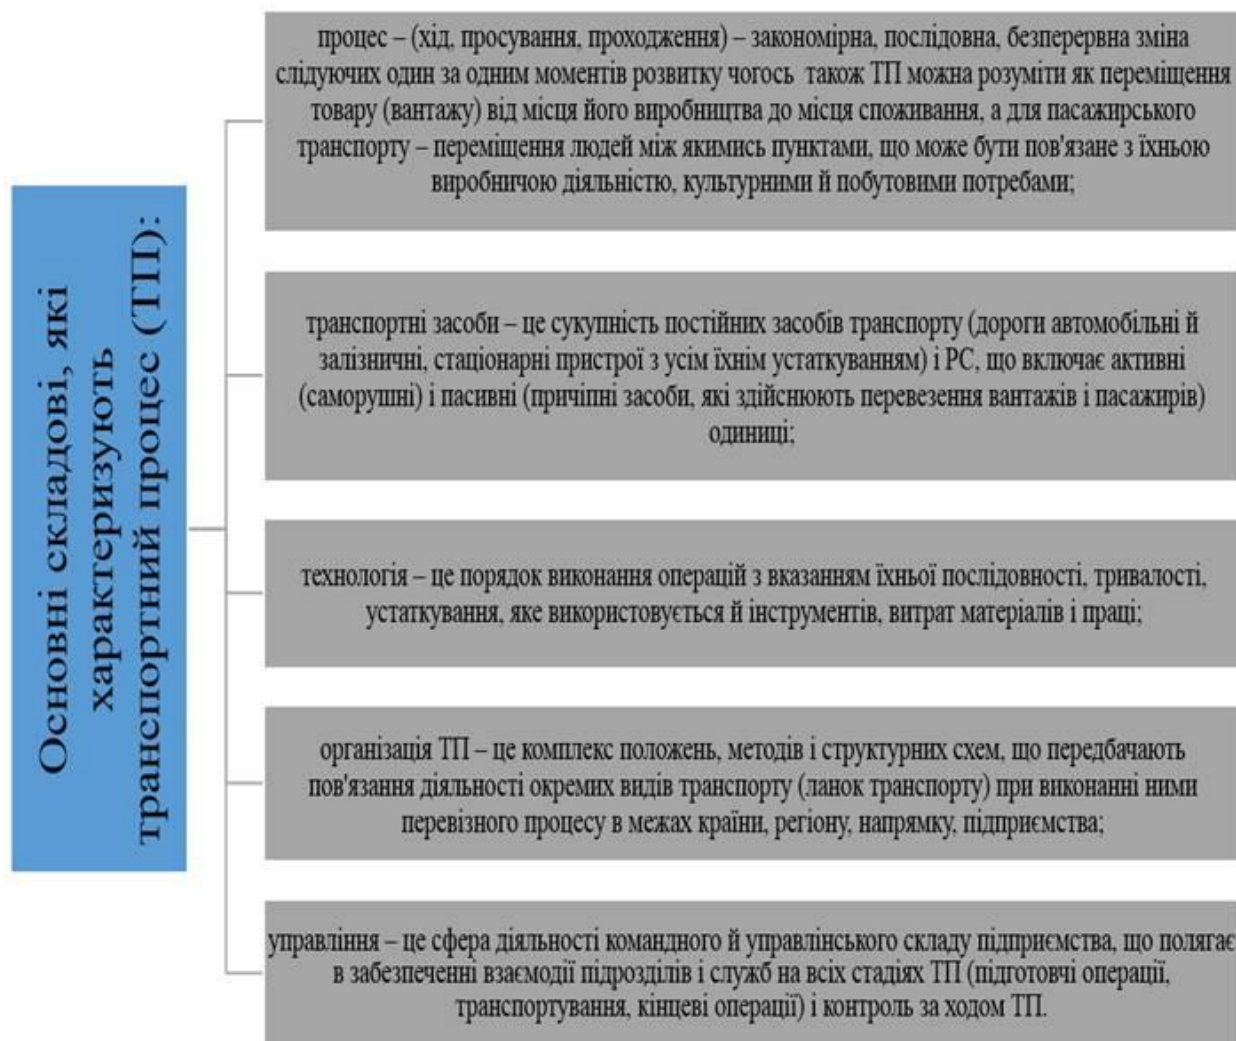 Основні складові, які
характеризують
транспортний процес (ТП):
процес – (хід, просування, проходження) – закономірна, послідовна, безперервна зміна
слідуючих один за одним моментів розвитку чогось також ТП можна розуміти як переміщення
товару (вантажу) від місця його виробництва до місця споживання, а для пасажирського
транспорту – переміщення людей між якимись пунктами, що може бути пов'язане з їхньою
виробничою діяльністю, культурними й побутовими потребами;
транспортні засоби – це сукупність постійних засобів транспорту (дороги автомобільні й
залізничні, стаціонарні пристрої з усім їхнім устаткуванням) і РС, що включає активні
(саморушні) і пасивні (причіпні засоби, які здійснюють перевезення вантажів і пасажирів)
одиниці;
технологія – це порядок виконання операцій з вказанням їхньої послідовності, тривалості,
устаткування, яке використовується й інструментів, витрат матеріалів і праці;
організація ТП – це комплекс положень, методів і структурних схем, що передбачають
пов'язання діяльності окремих видів транспорту (ланок транспорту) при виконанні ними
перевізного процесу в межах країни, регіону, напрямку, підприємства;
управління – це сфера діяльності командного й управлінського складу підприємства, що полягає
в забезпеченні взаємодії підрозділів і служб на всіх стадіях ТП (підготовчі операції,
транспортування, кінцеві операції) і контроль за ходом ТП.